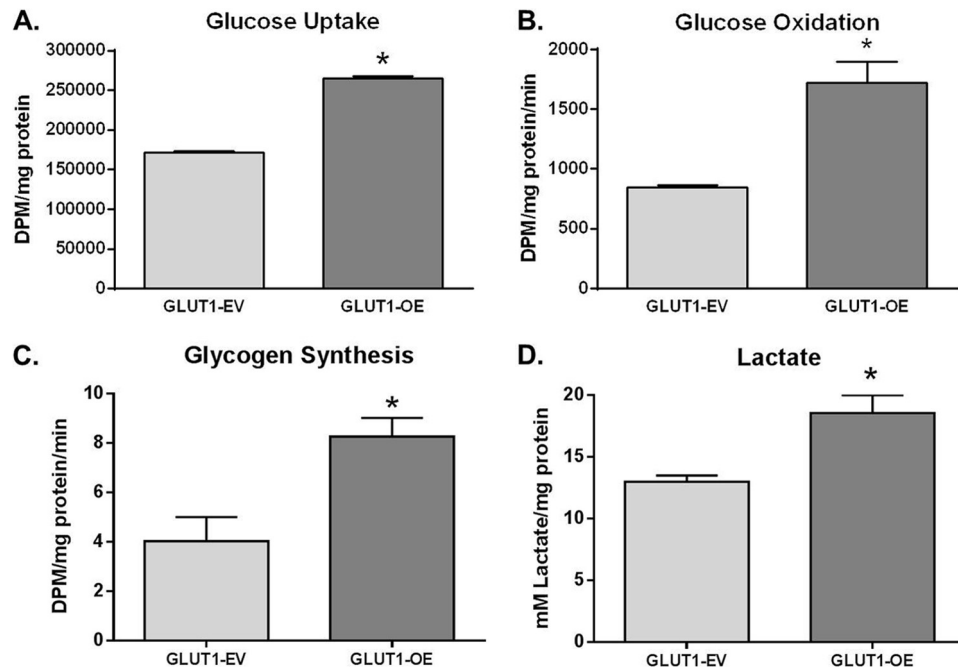 A.
Glucose Uptake
DPM/mg protein
300000
250000
200000
150000
100000
50000
0
*
GLUT1-EV
GLUT1-OE
B.
Glucose Oxidation
DPM/mg protein/min
2000
1500
1000
500
0
*
GLUT1-EV
GLUT1-OE
C.
Glycogen Synthesis
DPM/mg protein/min
10
8
6
4
2
0
*
GLUT1-EV
GLUT1-OE
D.
Lactate
mM Lactate/mg protein
20
15
10
5
0
*
GLUT1-EV
GLUT1-OE